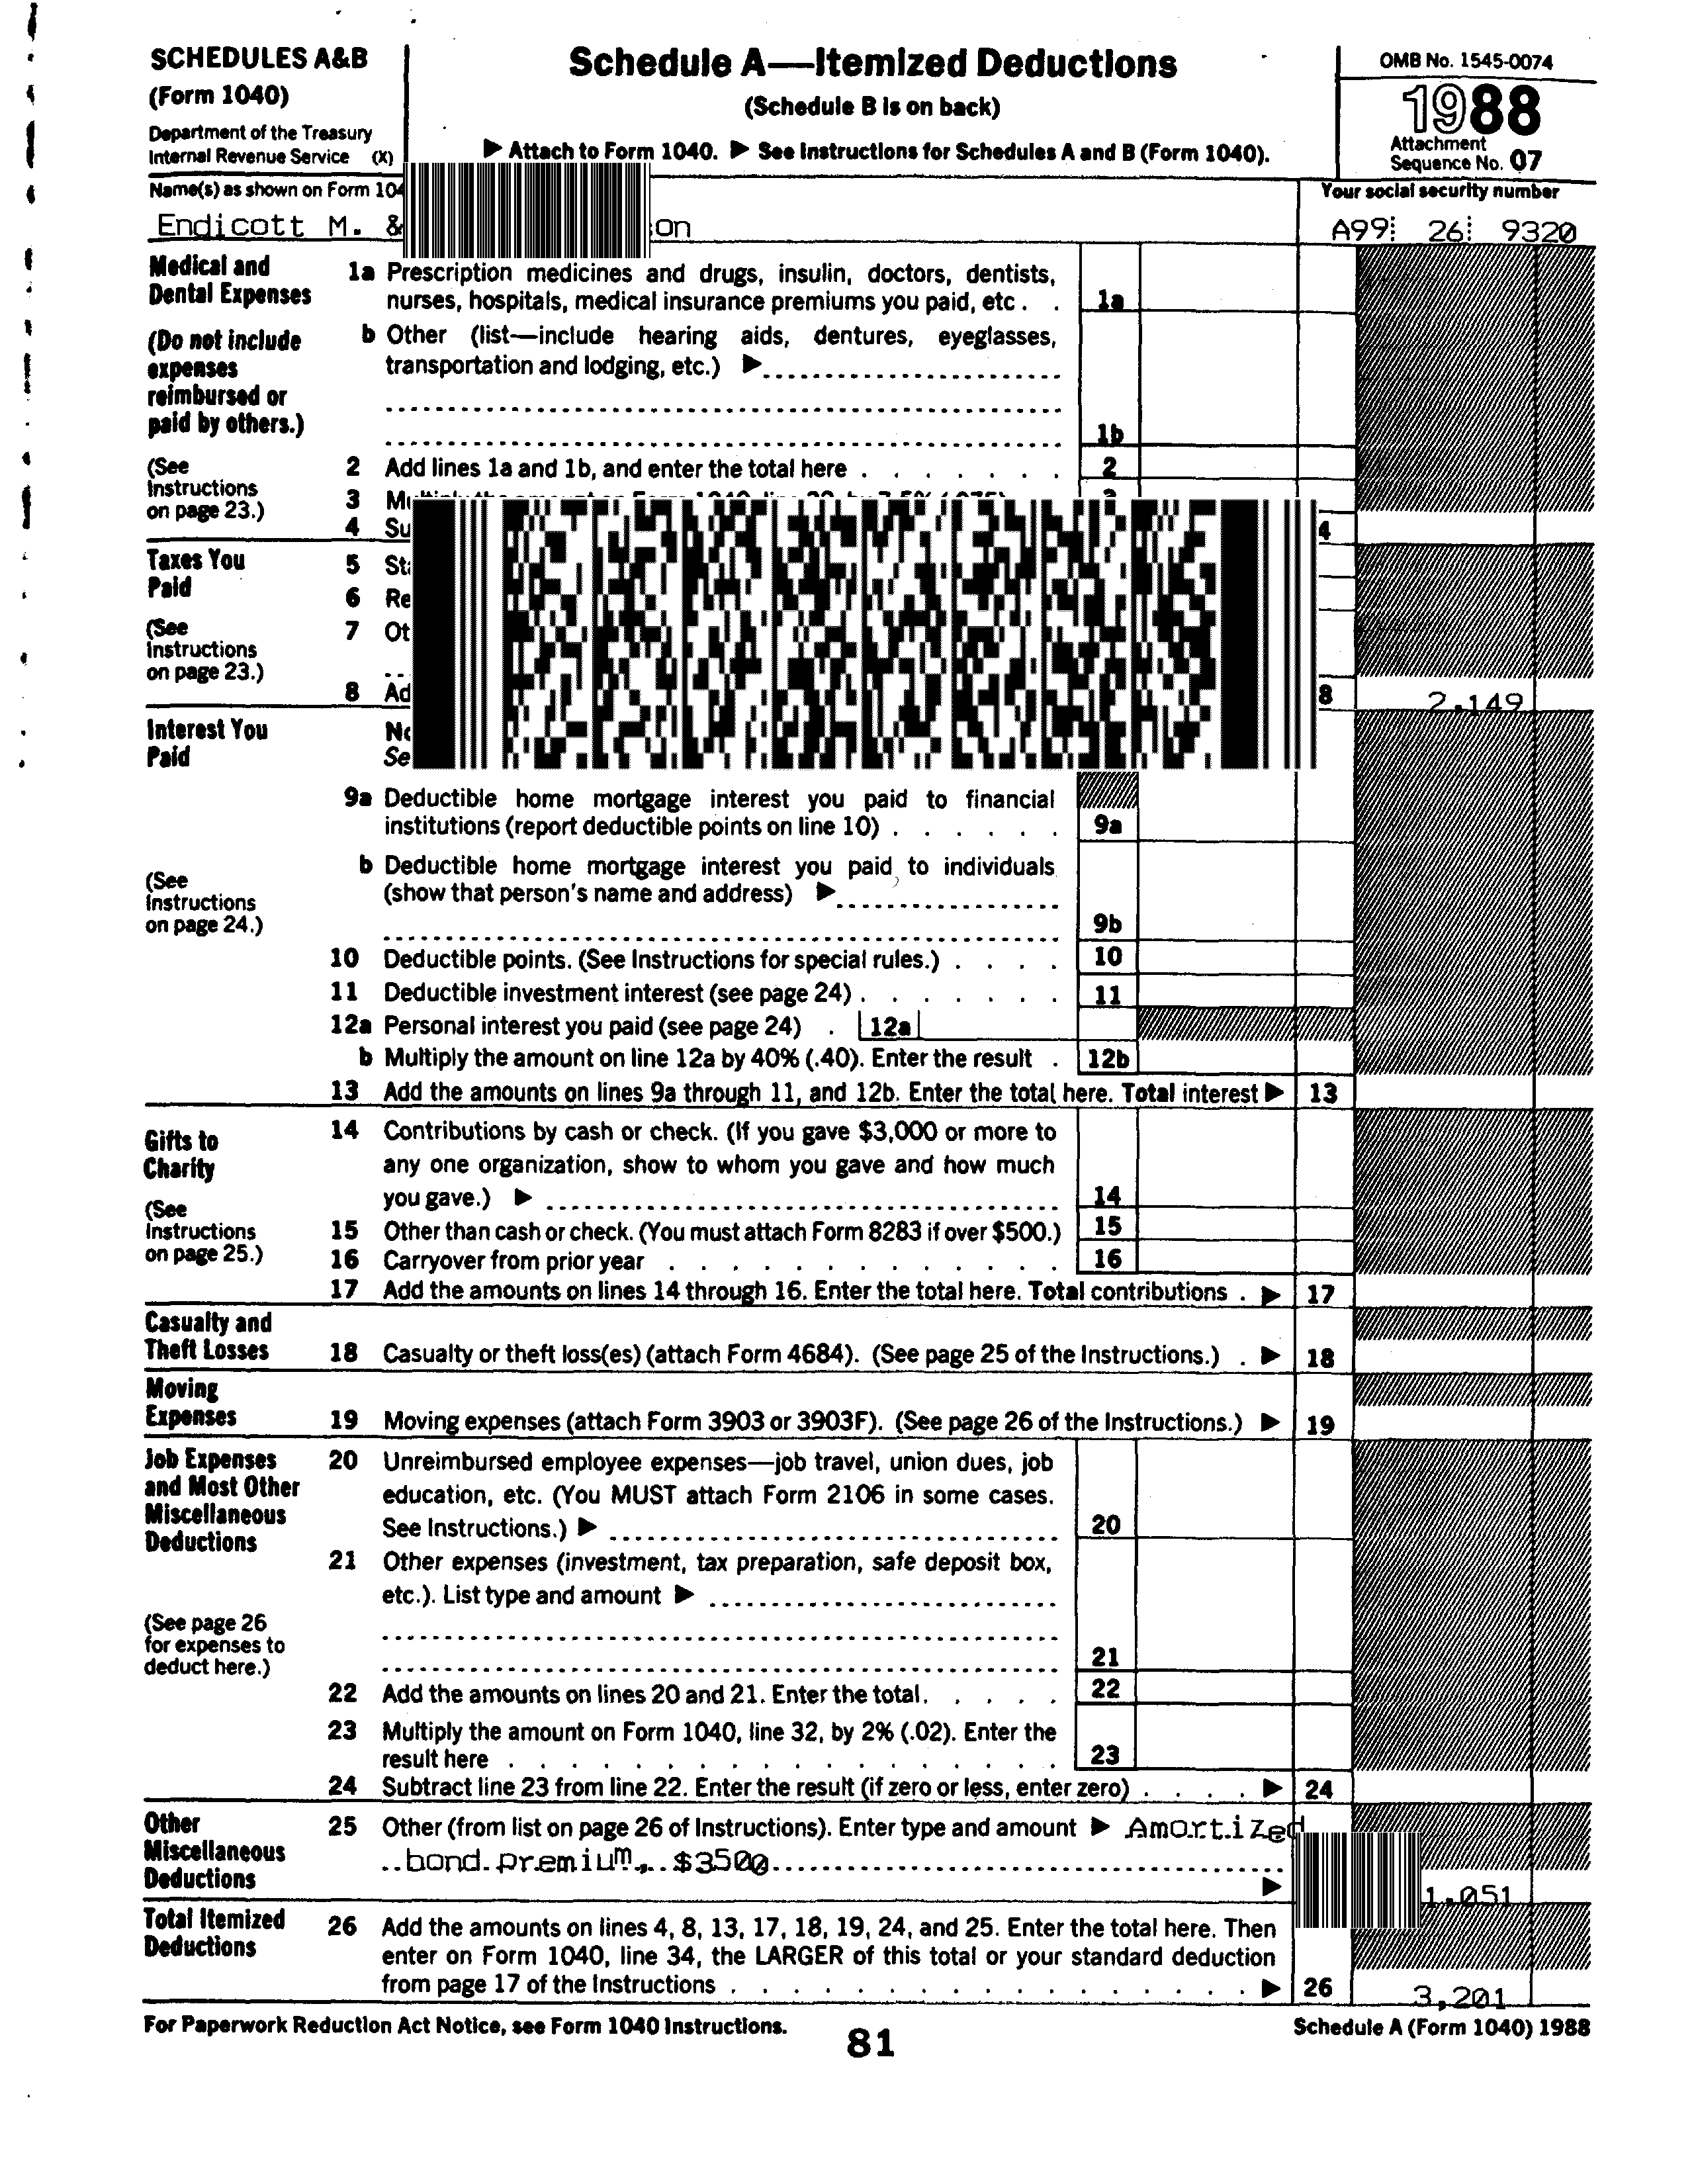 SCHEDULES A&B
(Form 1040)
Department of the Treasury
Internal Revenue Service (X)
Schedule A—Itemized Deductions
(Schedule B is on back)
▶ Attach to Form 1040. ▶ See Instructions for Schedules A and B (Form 1040).
OMB No. 1545-0074
1988
Attachment
Sequence No. 07
Name(s) as shown on Form
Endicott M. &
Your social security number
A99 26 9320
Medical and
Dental Expenses
(Do not include
expenses
reimbursed or
paid by others.)
(See
Instructions
on page 23.)
1a Prescription medicines and drugs, insulin, doctors, dentists,
nurses, hospitals, medical insurance premiums you paid, etc . . 1a
b Other (list—include hearing aids, dentures, eyeglasses,
transportation and lodging, etc.) ▶
1b
2 Add lines 1a and 1b, and enter the total here . . . . . . . 2
3
4 4
Taxes You
Paid
(See
Instructions
on page 23.)
5
6
7
8 8 2,149
Interest You
Paid
(See
Instructions
on page 24.)
9a Deductible home mortgage interest you paid to financial
institutions (report deductible points on line 10) . . . . . . 9a
b Deductible home mortgage interest you paid to individuals
(show that person's name and address) ▶
9b
10 Deductible points. (See Instructions for special rules.) . . . . 10
11 Deductible investment interest (see page 24) . . . . . . . 11
12a Personal interest you paid (see page 24) . 12a
b Multiply the amount on line 12a by 40% (.40). Enter the result . 12b
13 Add the amounts on lines 9a through 11, and 12b. Enter the total here. Total interest ▶ 13
Gifts to
Charity
(See
Instructions
on page 25.)
14 Contributions by cash or check. (If you gave $3,000 or more to
any one organization, show to whom you gave and how much
you gave.) ▶ 14
15 Other than cash or check. (You must attach Form 8283 if over $500.) 15
16 Carryover from prior year . . . . . . . . . . . . 16
17 Add the amounts on lines 14 through 16. Enter the total here. Total contributions . ▶ 17
Casualty and
Theft Losses
18 Casualty or theft loss(es) (attach Form 4684). (See page 25 of the Instructions.) . ▶ 18
Moving
Expenses
19 Moving expenses (attach Form 3903 or 3903F). (See page 26 of the Instructions.) ▶ 19
Job Expenses
and Most Other
Miscellaneous
Deductions
(See page 26
for expenses to
deduct here.)
20 Unreimbursed employee expenses—job travel, union dues, job
education, etc. (You MUST attach Form 2106 in some cases.
See Instructions.) ▶ 20
21 Other expenses (investment, tax preparation, safe deposit box,
etc.). List type and amount ▶
21
22 Add the amounts on lines 20 and 21. Enter the total . . . . . 22
23 Multiply the amount on Form 1040, line 32, by 2% (.02). Enter the
result here . . . . . . . . . . . . . . . . . 23
24 Subtract line 23 from line 22. Enter the result (if zero or less, enter zero) . . . . ▶ 24
Other
Miscellaneous
Deductions
25 Other (from list on page 26 of Instructions). Enter type and amount ▶ Amortized
bond premium, $3500
▶ 1,051
Total Itemized
Deductions
26 Add the amounts on lines 4, 8, 13, 17, 18, 19, 24, and 25. Enter the total here. Then
enter on Form 1040, line 34, the LARGER of this total or your standard deduction
from page 17 of the Instructions . . . . . . . . . . . . . . . . ▶ 26 3,201
For Paperwork Reduction Act Notice, see Form 1040 Instructions.
81
Schedule A (Form 1040) 1988